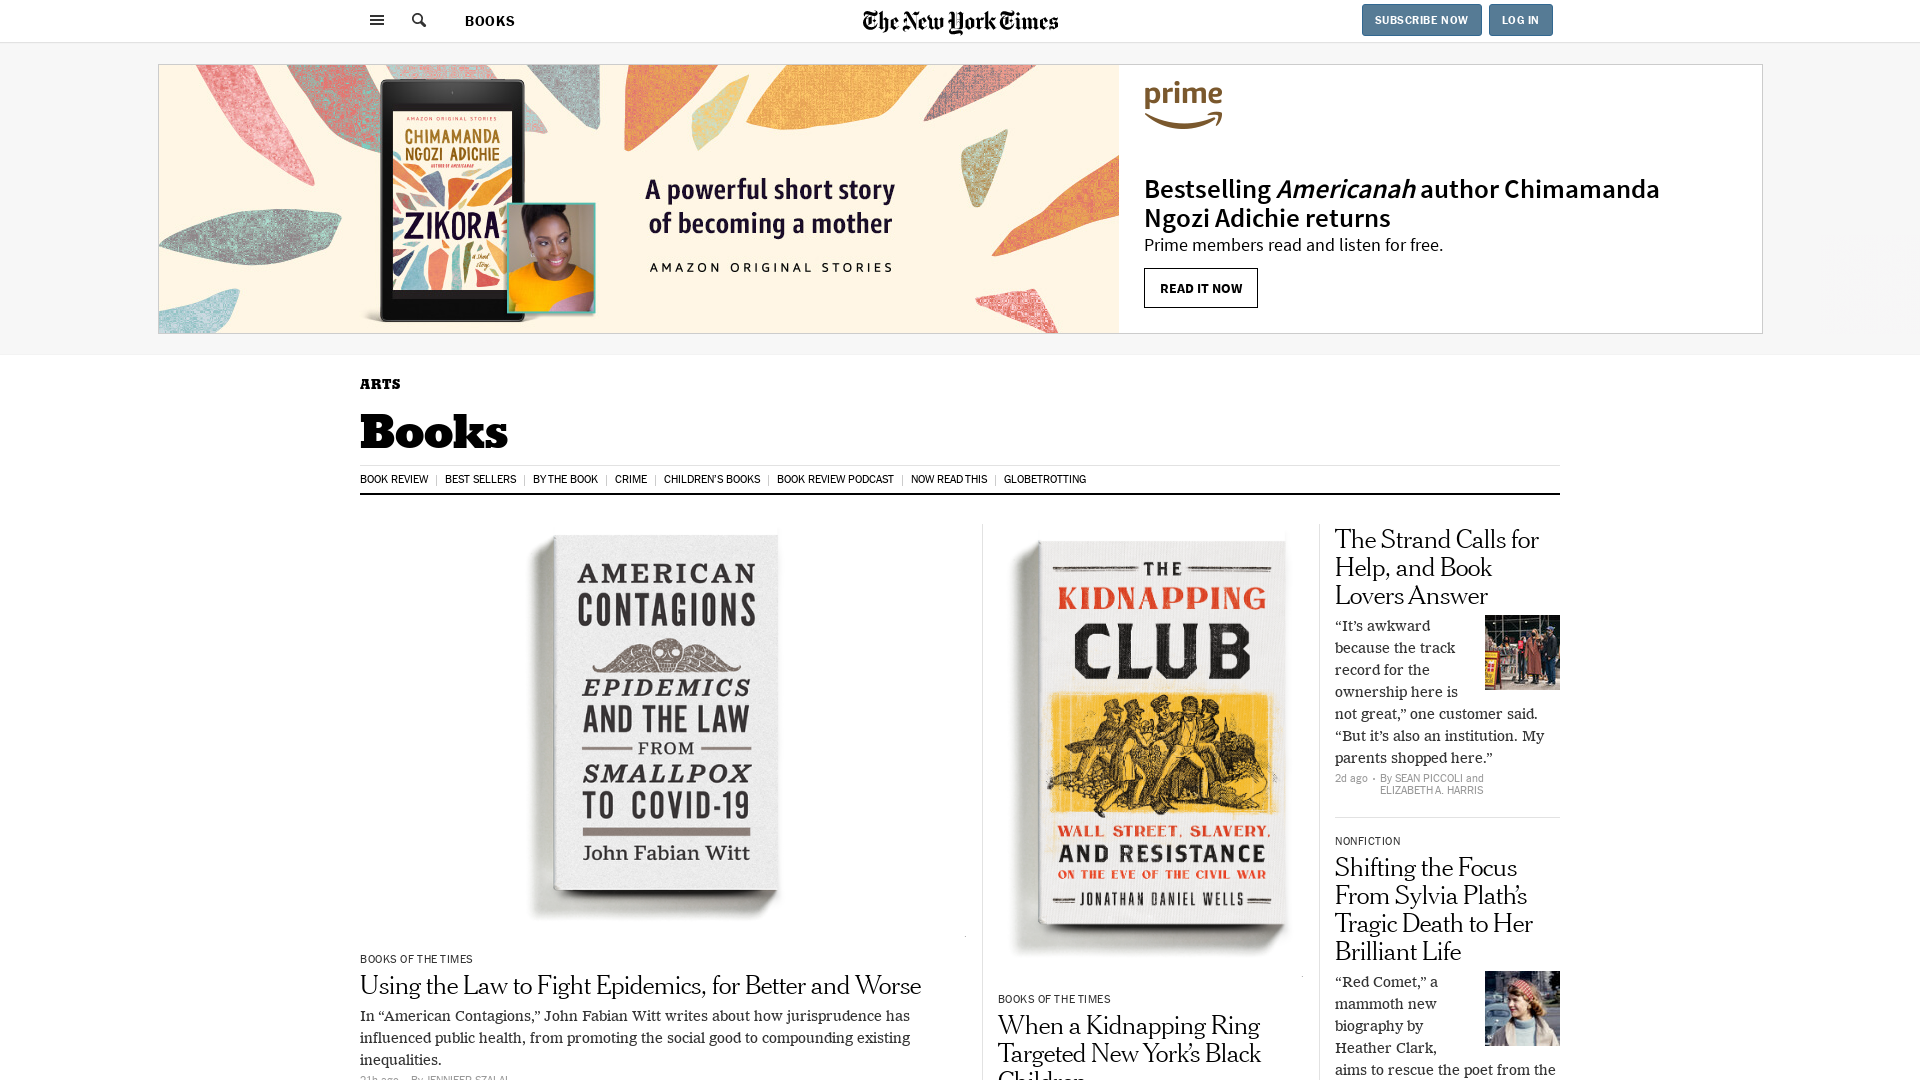 BOOKS
The New York Times
SUBSCRIBE NOW
LOG IN
AMAZON ORIGINAL STORIES
CHIMAMANDA
NGOZI ADICHIE
AUTHOR OF AMERICANAH
ZIKORA
a short
story
A powerful short story
of becoming a mother
AMAZON ORIGINAL STORIES
prime
Bestselling Americanah author Chimamanda
Ngozi Adichie returns
Prime members read and listen for free.
READ IT NOW
ARTS
Books
BOOK REVIEW
BEST SELLERS
BY THE BOOK
CRIME
CHILDREN'S BOOKS
BOOK REVIEW PODCAST
NOW READ THIS
GLOBETROTTING
AMERICAN
CONTAGIONS
EPIDEMICS
AND THE LAW
FROM
SMALLPOX
TO COVID-19
John Fabian Witt
BOOKS OF THE TIMES
Using the Law to Fight Epidemics, for Better and Worse
In “American Contagions,” John Fabian Witt writes about how jurisprudence has
influenced public health, from promoting the social good to compounding existing
inequalities.
21h ago By JENNIFER SZALAI
THE
KIDNAPPING
CLUB
WALL STREET, SLAVERY,
AND RESISTANCE
ON THE EVE OF THE CIVIL WAR
JONATHAN DANIEL WELLS
BOOKS OF THE TIMES
When a Kidnapping Ring
Targeted New York’s Black
Children
The Strand Calls for
Help, and Book
Lovers Answer
“It’s awkward
because the track
record for the
ownership here is
not great,” one customer said.
“But it’s also an institution. My
parents shopped here.”
2d ago • By SEAN PICCOLI and
ELIZABETH A. HARRIS
NONFICTION
Shifting the Focus
From Sylvia Plath’s
Tragic Death to Her
Brilliant Life
“Red Comet,” a
mammoth new
biography by
Heather Clark,
aims to rescue the poet from the